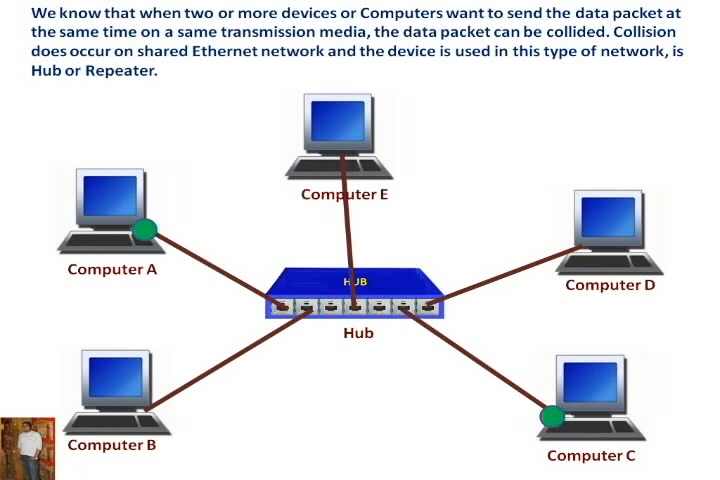 We know that when two or more devices or Computers want to send the data packet at
the same time on a same transmission media, the data packet can be collided. Collision
does occur on shared Ethernet network and the device is used in this type of network, is
Hub or Repeater.
Computer E
Computer A
HUB
Computer D
Hub
Computer B
Computer C